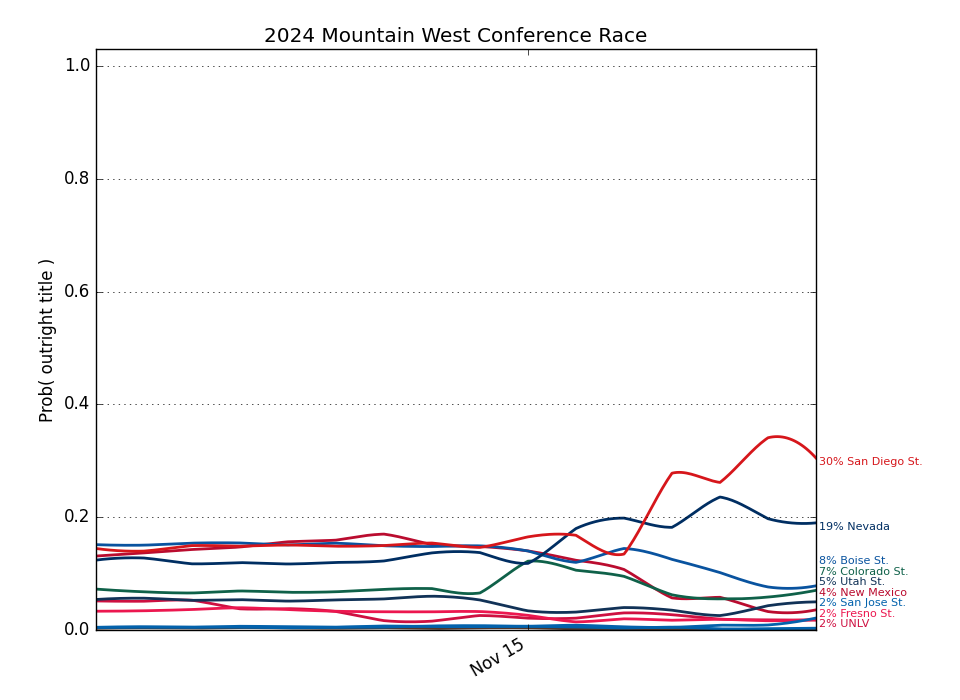 2024 Mountain West Conference Race
Prob( outright title )
1.0
0.8
0.6
0.4
0.2
0.0
Nov 15
30% San Diego St.
19% Nevada
8% Boise St.
7% Colorado St.
5% Utah St.
4% New Mexico
2% San Jose St.
2% Fresno St.
2% UNLV